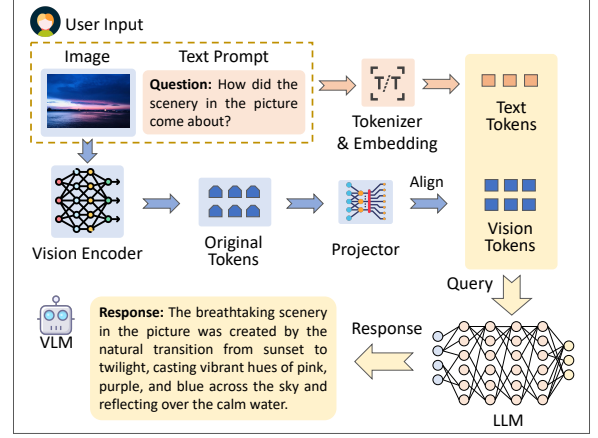 User Input
Image
Text Prompt
Question: How did the
scenery in the picture
come about?
T/T
Tokenizer
& Embedding
Text
Tokens
Vision Encoder
Original
Tokens
Projector
Align
Vision
Tokens
Query
VLM
Response: The breathtaking scenery
in the picture was created by the
natural transition from sunset to
twilight, casting vibrant hues of pink,
purple, and blue across the sky and
reflecting over the calm water.
Response
LLM